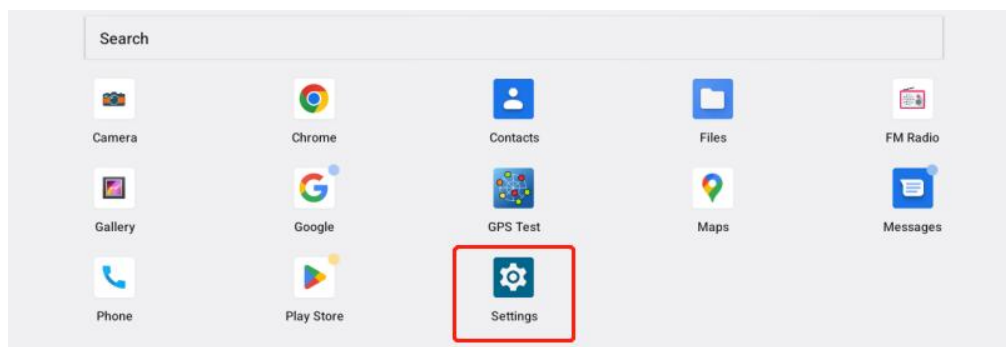 Search
Camera
Chrome
Contacts
Files
FM Radio
Gallery
Google
GPS Test
Maps
Messages
Phone
Play Store
Settings